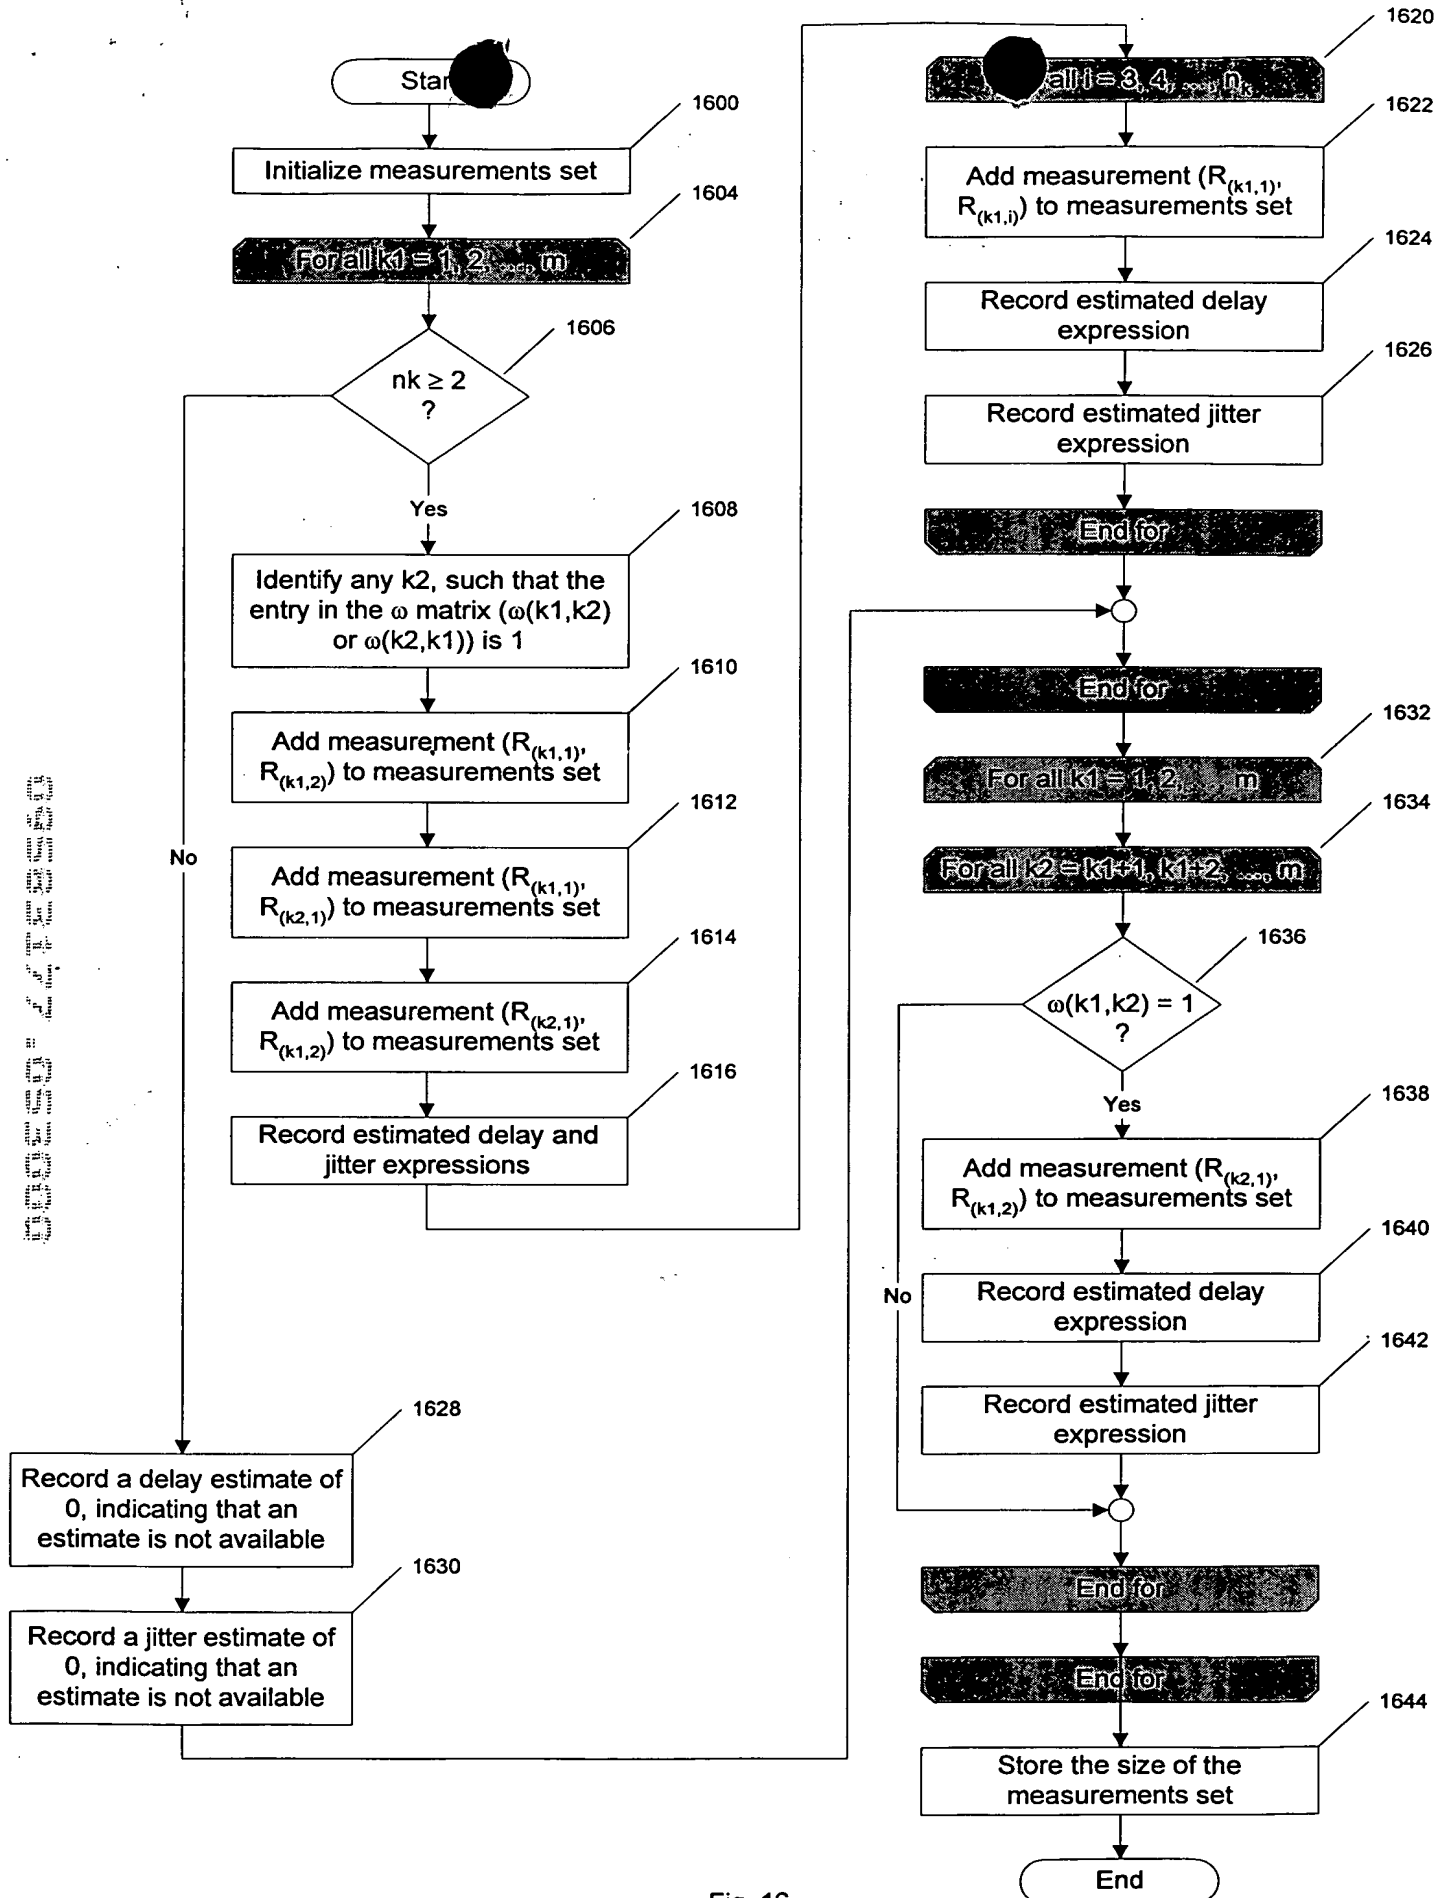 1600
Initialize measurements set
1604
For all k1 = 1, 2, ..., m
1606
nk ≥ 2
?
Yes
No
1608
Identify any k2, such that the
entry in the ω matrix (ω(k1,k2)
or ω(k2,k1)) is 1
1610
Add measurement (R(k1,1),
R(k1,2)) to measurements set
1612
Add measurement (R(k1,1),
R(k2,1)) to measurements set
1614
Add measurement (R(k2,1),
R(k1,2)) to measurements set
1616
Record estimated delay and
jitter expressions
1628
Record a delay estimate of
0, indicating that an
estimate is not available
1630
Record a jitter estimate of
0, indicating that an
estimate is not available
1620
all i = 3, 4, ..., nk
1622
Add measurement (R(k1,1),
R(k1,i)) to measurements set
1624
Record estimated delay
expression
1626
Record estimated jitter
expression
End for
End for
1632
For all k1 = 1, 2, m
1634
For all k2 = k1+1, k1+2, ..., m
1636
ω(k1,k2) = 1
?
Yes
No
1638
Add measurement (R(k2,1),
R(k1,2)) to measurements set
1640
Record estimated delay
expression
1642
Record estimated jitter
expression
End for
End for
1644
Store the size of the
measurements set
End